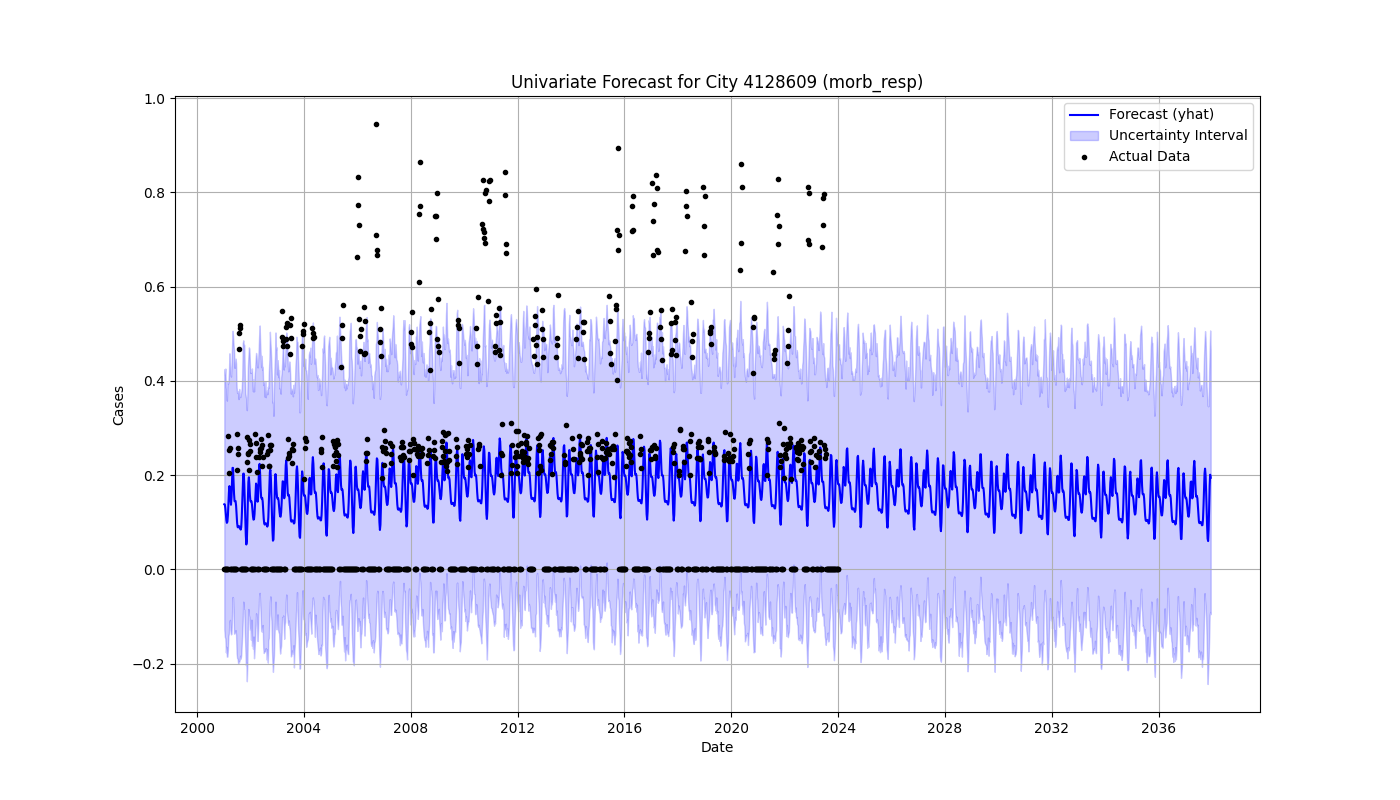 Univariate Forecast for City 4128609 (morb_resp)
Forecast (yhat)
Uncertainty Interval
Actual Data
1.0
0.8
0.6
0.4
0.2
0.0
−0.2
Cases
2000 2004 2008 2012 2016 2020 2024 2028 2032 2036
Date